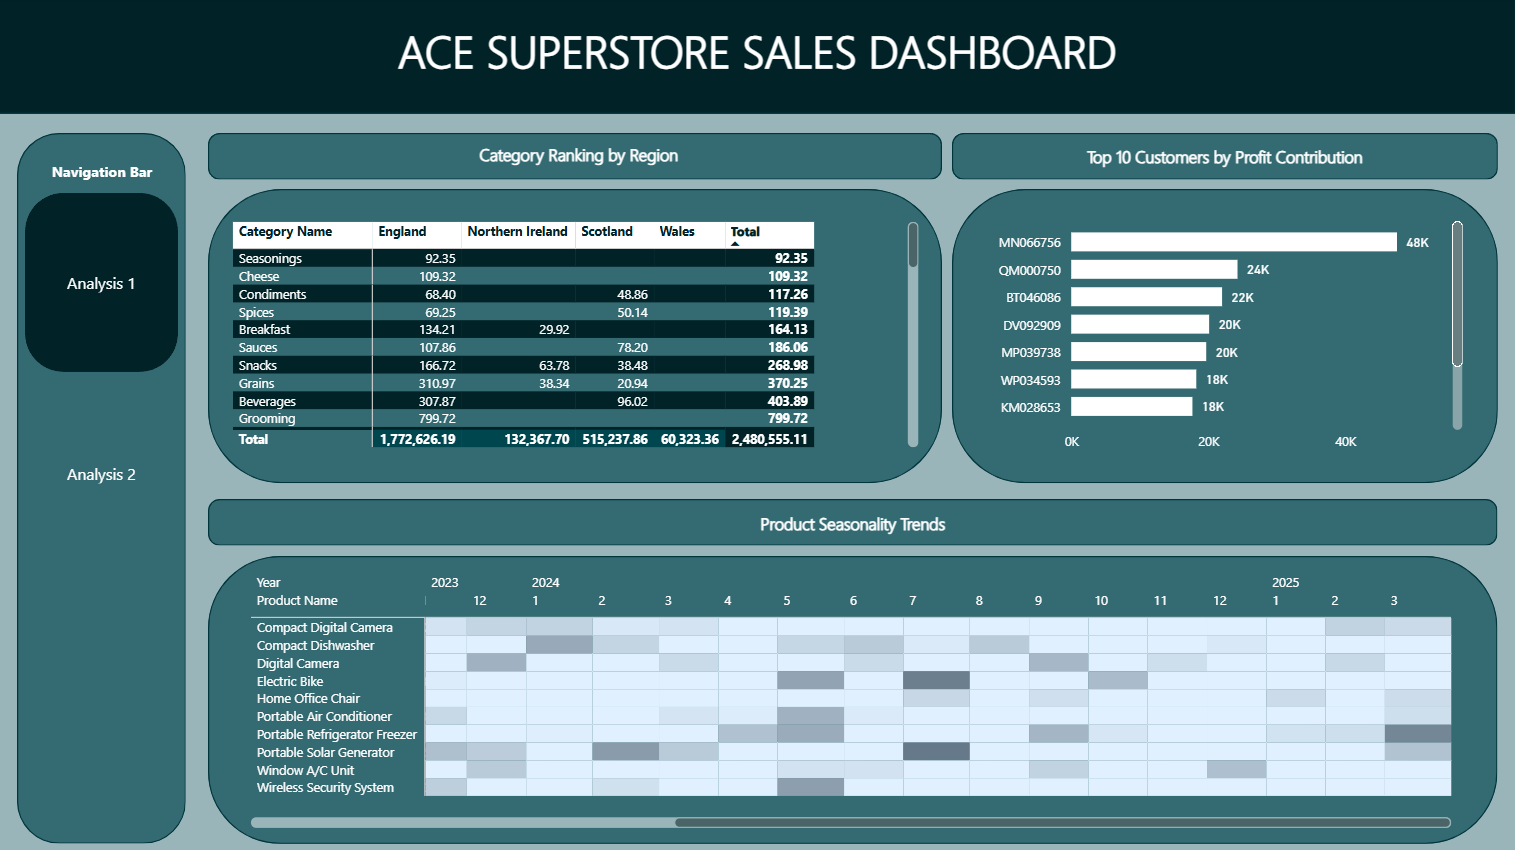 ACE SUPERSTORE SALES DASHBOARD
Navigation Bar
Analysis 1
Analysis 2
Category Ranking by Region
Category Name England Northern Ireland Scotland Wales Total
Seasonings 92.35 92.35
Cheese 109.32 109.32
Condiments 68.40 48.86 117.26
Spices 69.25 50.14 119.39
Breakfast 134.21 29.92 164.13
Sauces 107.86 78.20 186.06
Snacks 166.72 63.78 38.48 268.98
Grains 310.97 38.34 20.94 370.25
Beverages 307.87 96.02 403.89
Grooming 799.72 799.72
Total 1,772,626.19 132,367.70 515,237.86 60,323.36 2,480,555.11
Top 10 Customers by Profit Contribution
MN066756 48K
QM000750 24K
BT046086 22K
DV092909 20K
MP039738 20K
WP034593 18K
KM028653 18K
0K 20K 40K
Product Seasonality Trends
Year 2023 2024 2025
Product Name 12 1 2 3 4 5 6 7 8 9 10 11 12 1 2 3
Compact Digital Camera
Compact Dishwasher
Digital Camera
Electric Bike
Home Office Chair
Portable Air Conditioner
Portable Refrigerator Freezer
Portable Solar Generator
Window A/C Unit
Wireless Security System